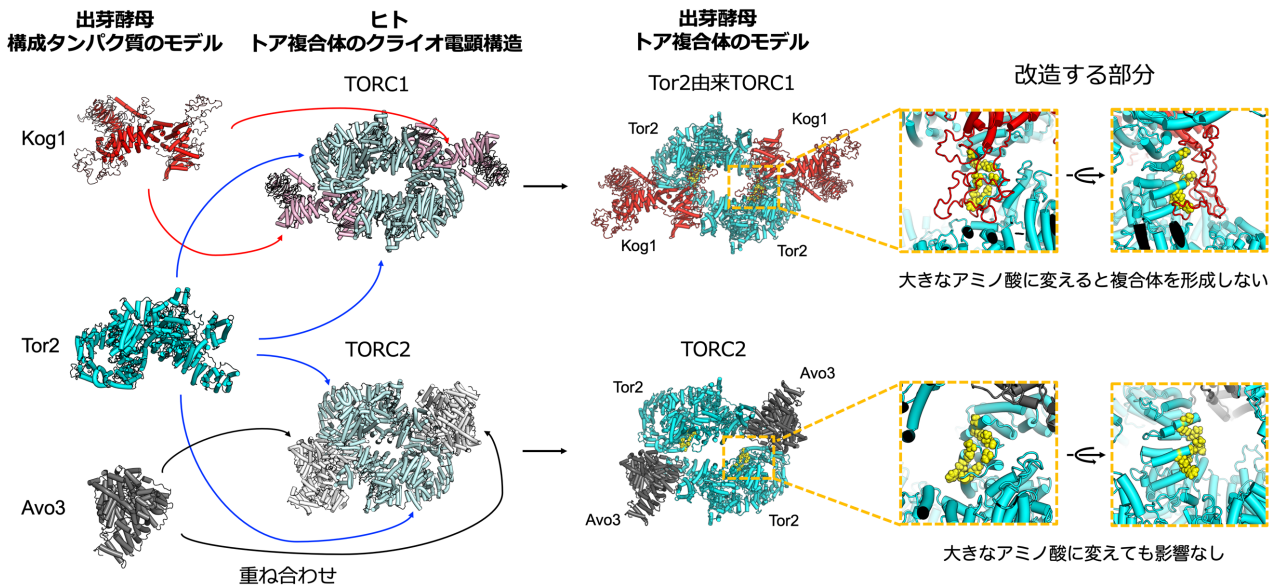 出芽酵母
構成タンパク質のモデル
ヒト
トア複合体のクライオ電顕構造
出芽酵母
トア複合体のモデル
Kog1
Tor2
Avo3
TORC1
TORC2
重ね合わせ
Tor2由来TORC1
Tor2
Kog1
Kog1
Tor2
改造する部分
大きなアミノ酸に変えると複合体を形成しない
TORC2
Tor2
Avo3
Avo3
Tor2
大きなアミノ酸に変えても影響なし